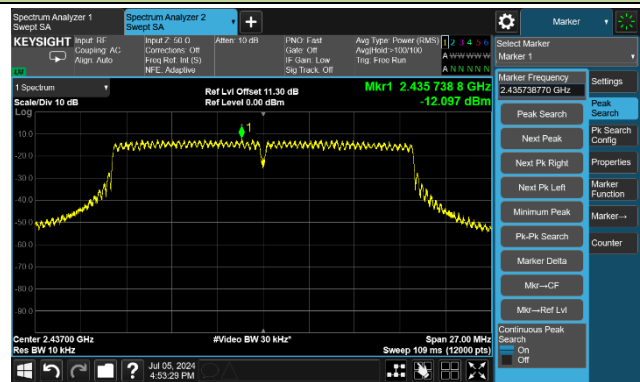 Spectrum Analyzer 1
Swept SA
Spectrum Analyzer 2
Swept SA
+
Marker
KEYSIGHT
Input: RF
Coupling: AC
Align: Auto
Input Z: 50 Ω
Corrections: Off
Freq Ref: Int (S)
NFE: Adaptive
Atten: 10 dB
PNO: Fast
Gate: Off
IF Gain: Low
Sig Track: Off
Avg Type: Power (RMS)
Avg|Hold:>100/100
Trig: Free Run
1 2 3 4 5 6
A W W W W W
A N N N N N
Select Marker
Marker 1
1 Spectrum
Scale/Div 10 dB
Log
Ref Lvl Offset 11.30 dB
Ref Level 0.00 dBm
Mkr1 2.435 738 8 GHz
-12.097 dBm
1
-10.0
-20.0
-30.0
-40.0
-50.0
-60.0
-70.0
-80.0
-90.0
Center 2.43700 GHz
Res BW 10 kHz
#Video BW 30 kHz*
Span 27.00 MHz
Sweep 109 ms (12000 pts)
Marker Frequency
2.435738770 GHz
Peak Search
Next Peak
Next Pk Right
Next Pk Left
Minimum Peak
Pk-Pk Search
Marker Delta
Mkr→CF
Mkr→Ref Lvl
Continuous Peak
Search
On
Off
Settings
Peak
Search
Pk Search
Config
Properties
Marker
Function
Marker→
Counter
?
Jul 05, 2024
4:53:29 PM